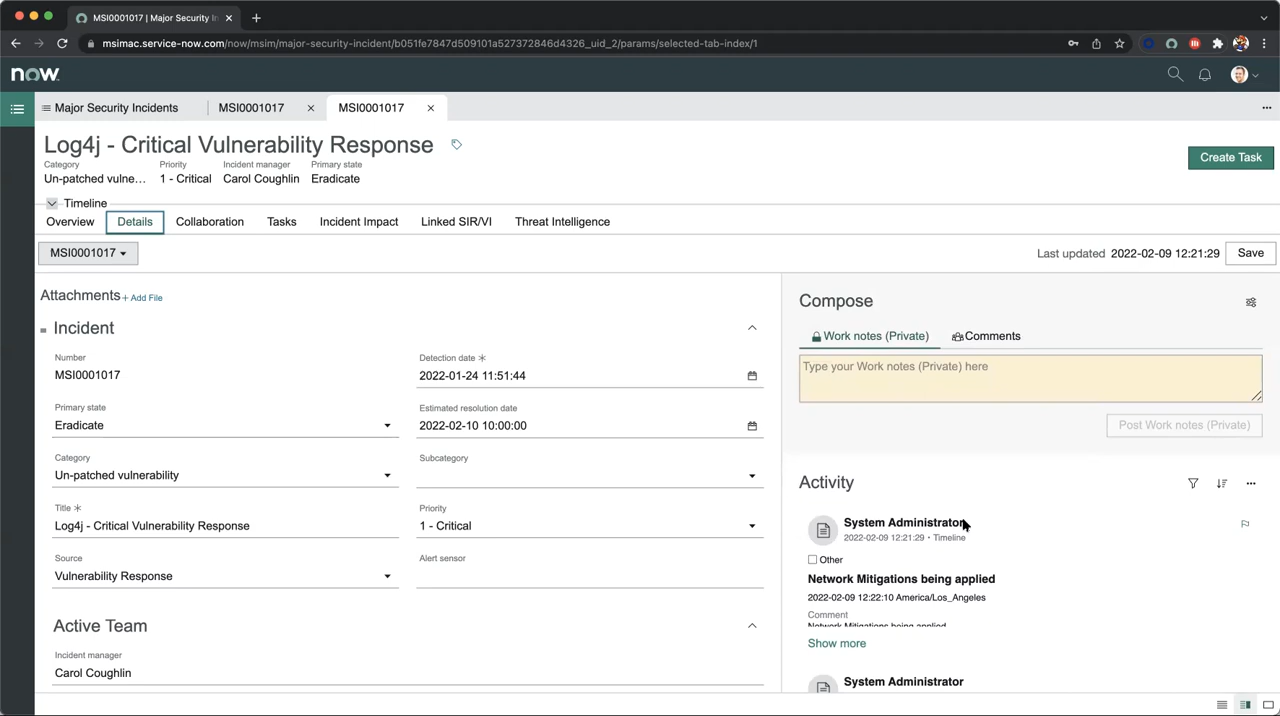 MSI0001017 | Major Security In
msimac.service-now.com/now/msim/major-security-incident/b051fe7847d509101a527372846d4326_uid_2/params/selected-tab-index/1
now.
Major Security Incidents
MSI0001017
MSI0001017
Log4j - Critical Vulnerability Response
Create Task
Category
Priority
Incident manager
Primary state
Un-patched vulne...
1 - Critical
Carol Coughlin
Eradicate
Timeline
Overview
Details
Collaboration
Tasks
Incident Impact
Linked SIR/VI
Threat Intelligence
MSI0001017
Last updated 2022-02-09 12:21:29
Save
Attachments + Add File
Incident
Number
MSI0001017
Detection date
2022-01-24 11:51:44
Primary state
Eradicate
Estimated resolution date
2022-02-10 10:00:00
Category
Un-patched vulnerability
Subcategory
Title
Log4j - Critical Vulnerability Response
Priority
1 - Critical
Source
Vulnerability Response
Alert sensor
Active Team
Incident manager
Carol Coughlin
Compose
Work notes (Private)
Comments
Type your Work notes (Private) here
Post Work notes (Private)
Activity
System Administrator
2022-02-09 12:21:29 • Timeline
Other
Network Mitigations being applied
2022-02-09 12:22:10 America/Los_Angeles
Comment
Network Mitigations being applied
Show more
System Administrator